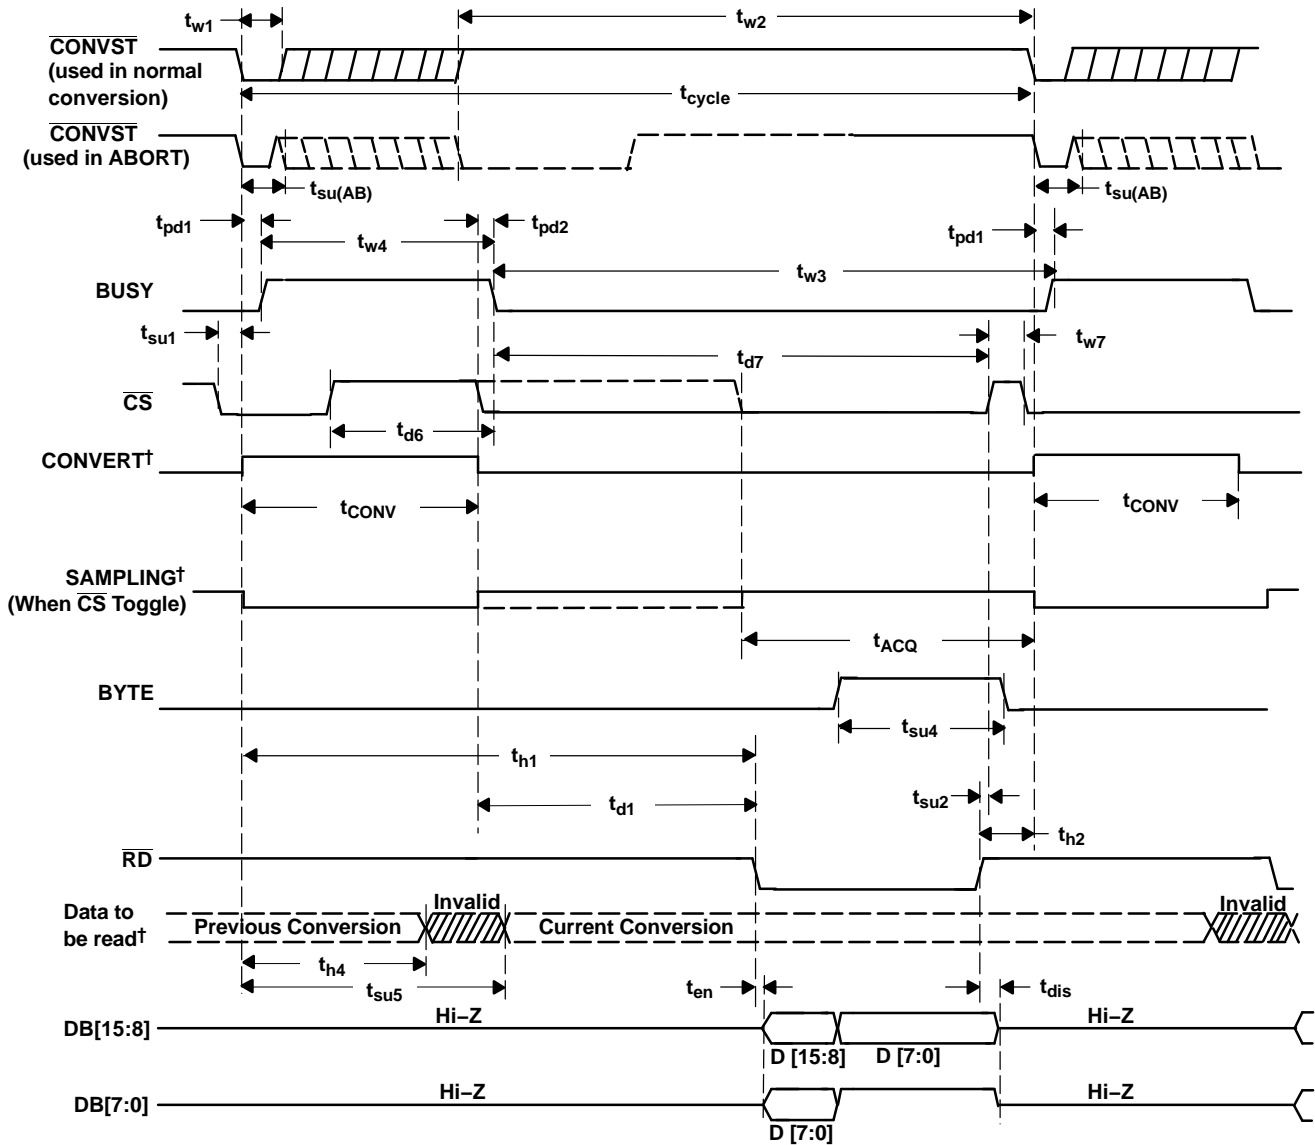 tw1
tw2
CONVST
(used in normal
conversion)
tcycle
CONVST
(used in ABORT)
tsu(AB)
tsu(AB)
tpd1
tw4
tpd2
tpd1
tw3
BUSY
tsu1
tw7
td7
CS
td6
CONVERT†
tCONV
tCONV
SAMPLING†
(When CS Toggle)
tACQ
BYTE
tsu4
th1
td1
tsu2
th2
RD
Data to
be read†
Previous Conversion
Invalid
Current Conversion
Invalid
th4
tsu5
ten
tdis
DB[15:8]
Hi–Z
Hi–Z
D [15:8]
D [7:0]
DB[7:0]
Hi–Z
Hi–Z
D [7:0]